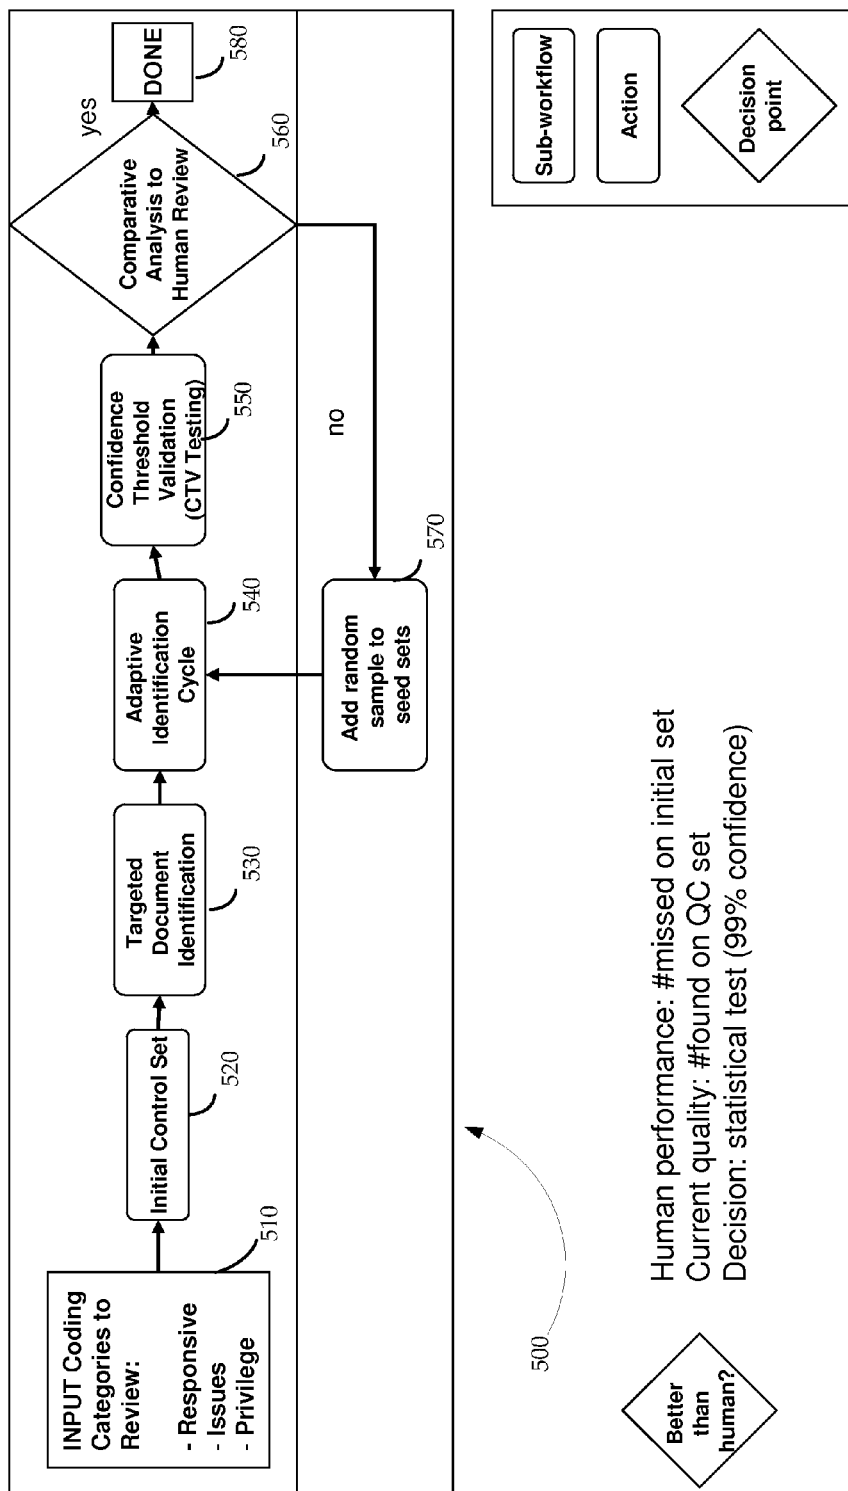 INPUT Coding
Categories to
Review:
- Responsive
- Issues
- Privilege
510
Initial Control Set
520
Targeted
Document
Identification
530
Adaptive
Identification
Cycle
540
Confidence
Threshold
Validation
(CTV Testing)
550
Comparative
Analysis to
Human Review
560
yes
DONE
580
no
Add random
sample to
seed sets
570
500
Better
than
human?
Human performance: #missed on initial set
Current quality: #found on QC set
Decision: statistical test (99% confidence)
Sub-workflow
Action
Decision
point